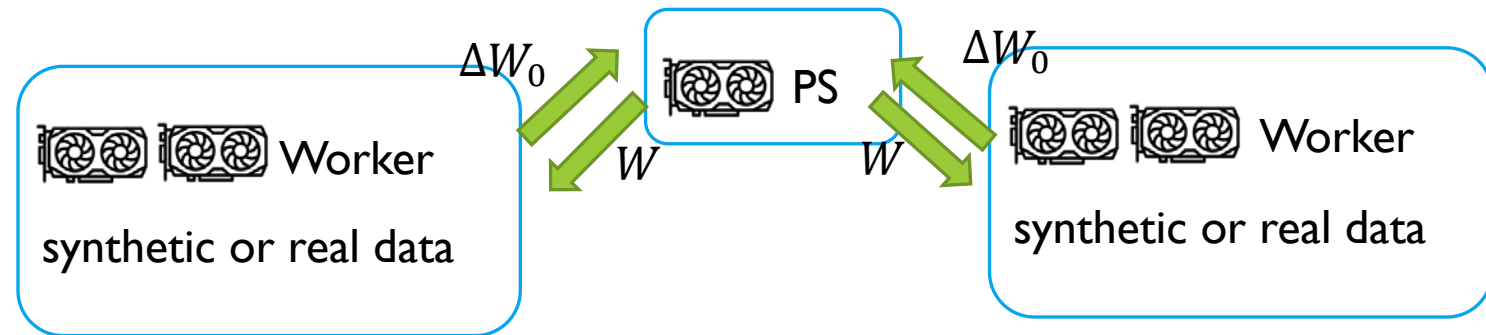 ΔW₀
PS
ΔW₀
Worker
W
W
Worker
synthetic or real data
synthetic or real data